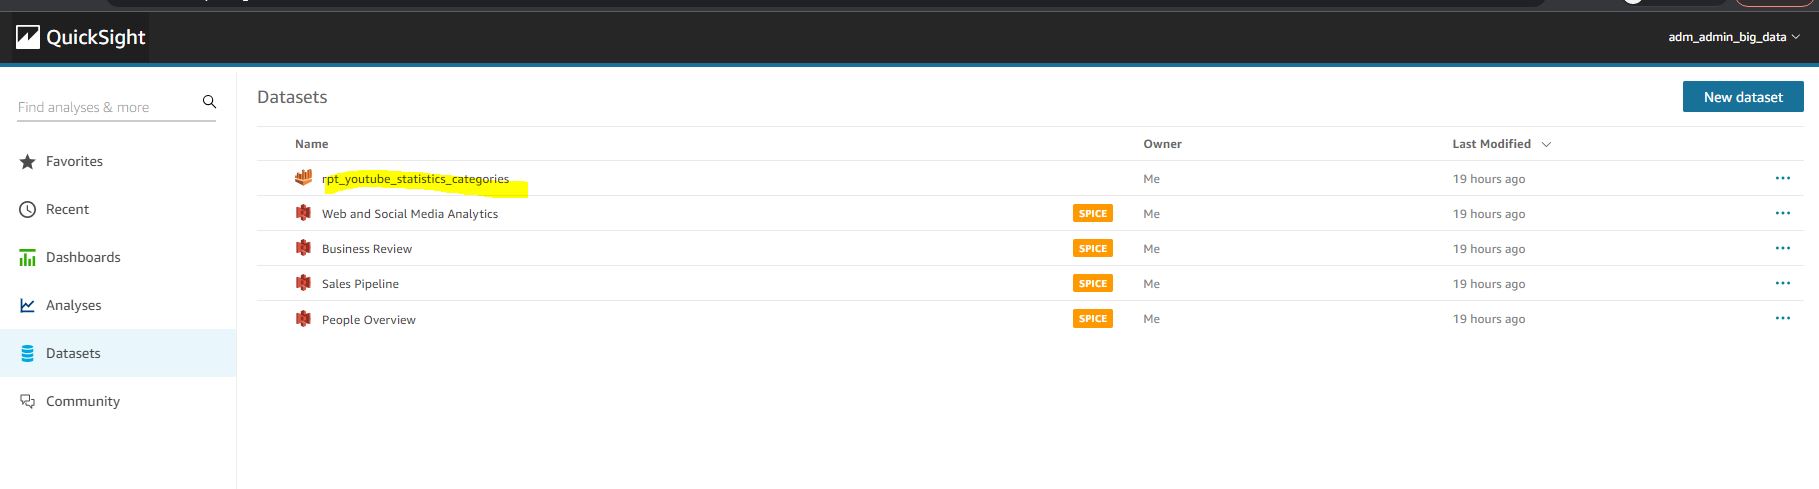 QuickSight
adm_admin_big_data
Find analyses & more
Favorites
Recent
Dashboards
Analyses
Datasets
Community
Datasets
New dataset
Name Owner Last Modified
rpt_youtube_statistics_categories Me 19 hours ago
Web and Social Media Analytics SPICE Me 19 hours ago
Business Review SPICE Me 19 hours ago
Sales Pipeline SPICE Me 19 hours ago
People Overview SPICE Me 19 hours ago